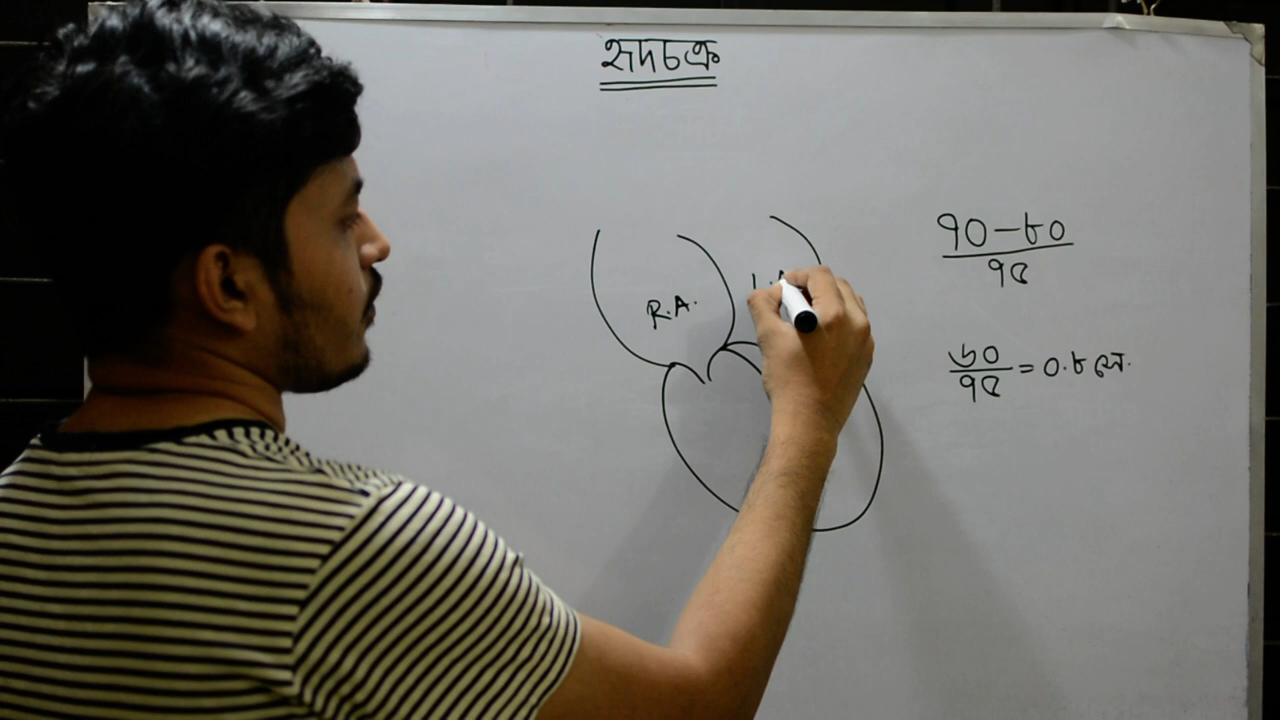 হৃদচক্র
৭০-৮০
৭৫
R.A.
L.A
৬০
৭৫ = ০.৮ সে.